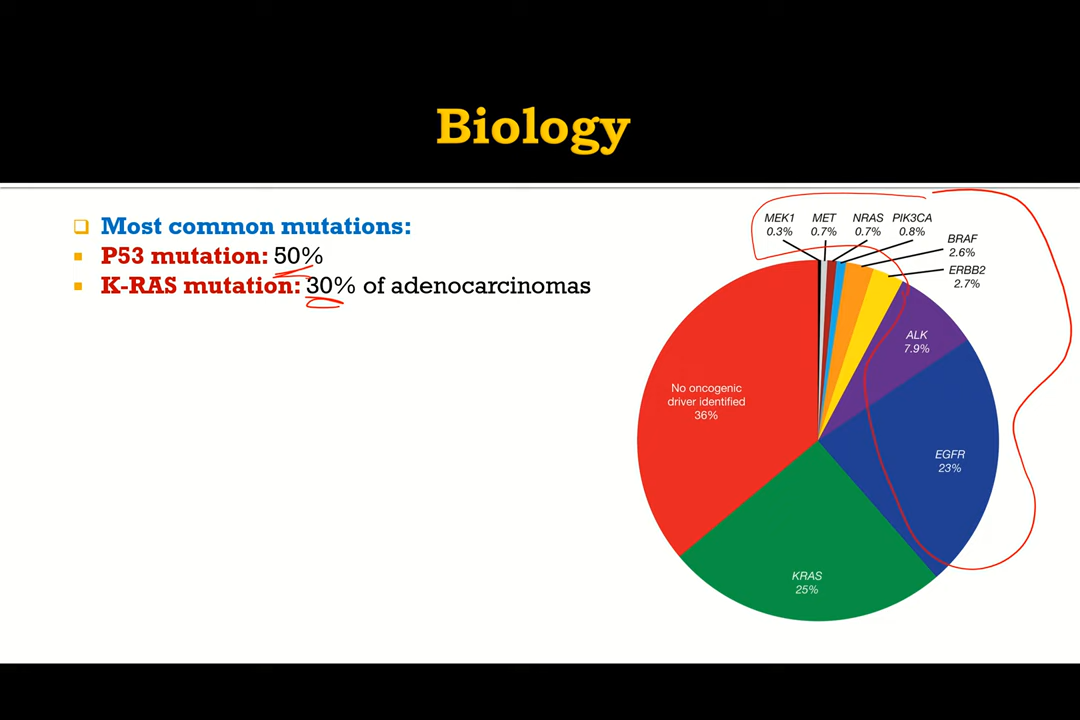 Biology
❑ Most common mutations:
▪ P53 mutation: 50%
▪ K-RAS mutation: 30% of adenocarcinomas
MEK1
0.3%
MET
0.7%
NRAS
0.7%
PIK3CA
0.8%
BRAF
2.6%
ERBB2
2.7%
ALK
7.9%
No oncogenic
driver identified
36%
EGFR
23%
KRAS
25%